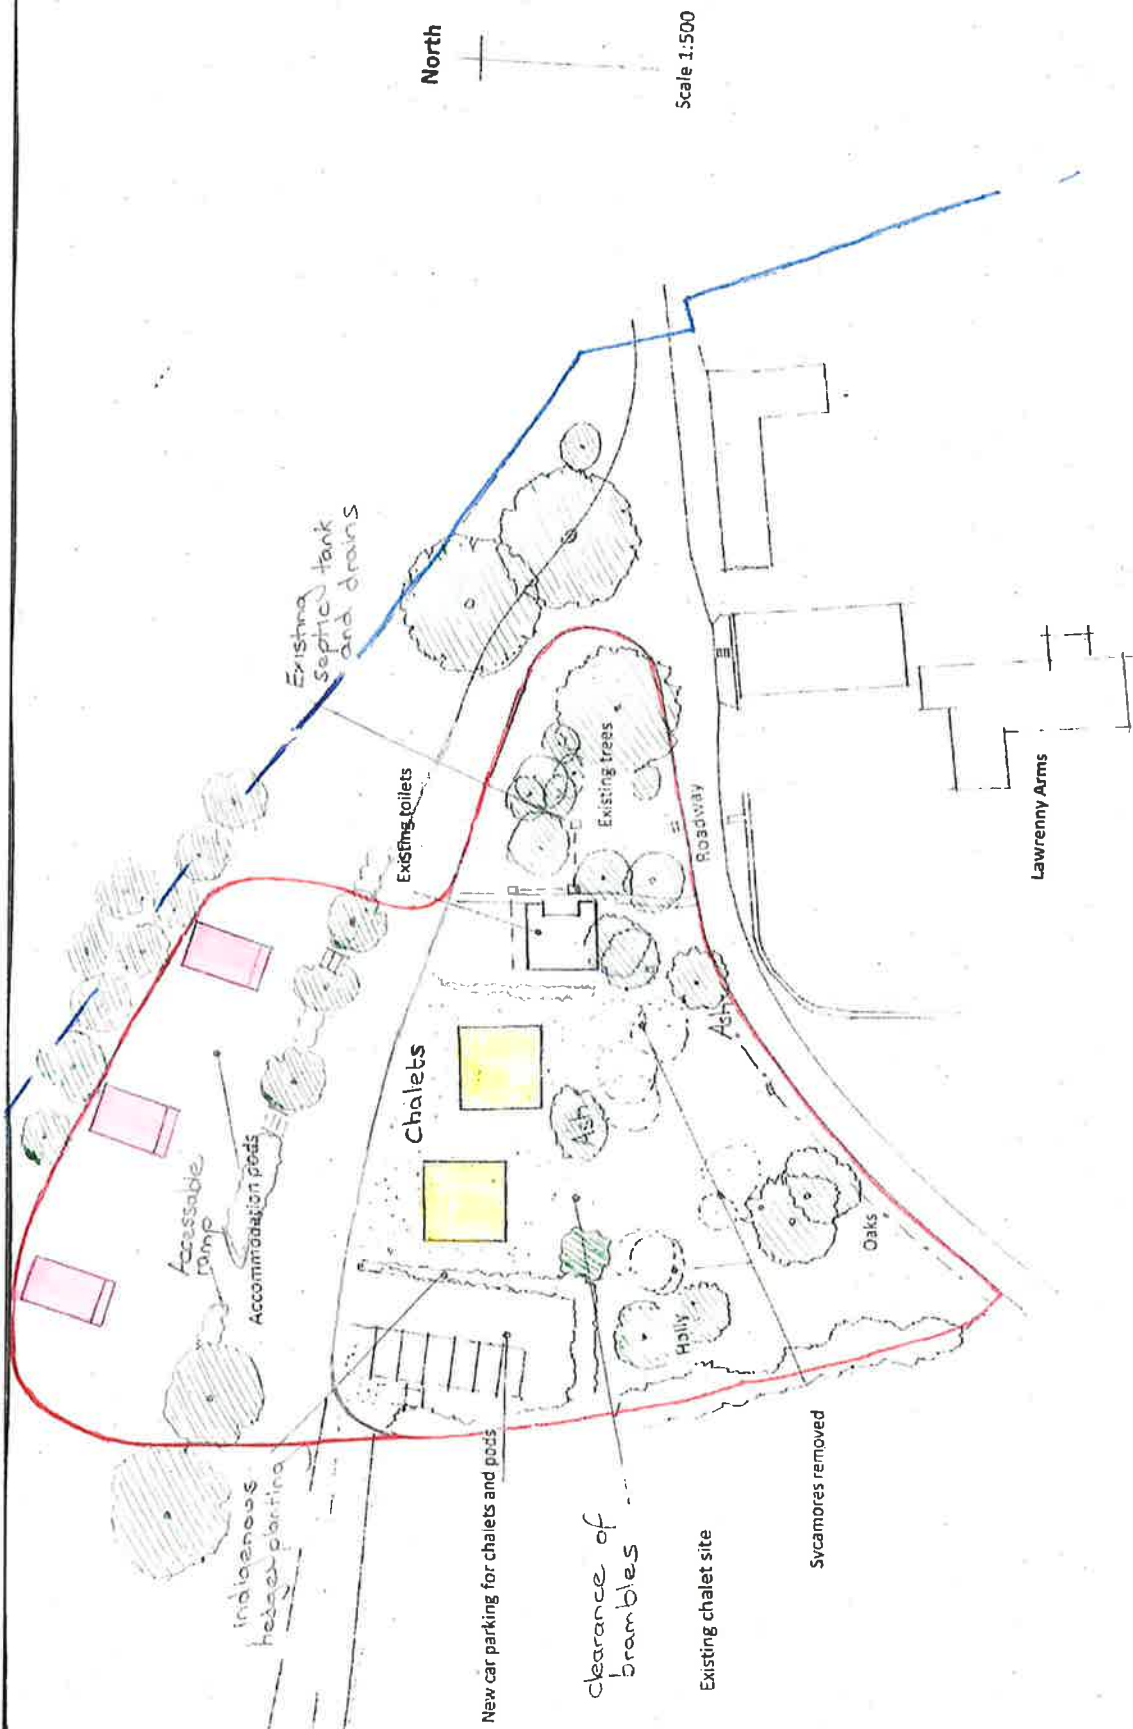 North
Scale 1:500
Existing
septic tank
and drains
Existing toilets
Existing trees
Roadway
Lawrenny Arms
Chalets
Ash
Ash
Accessable
ramp
Accommodation pods
Oaks
Holly
indigenous
hedge planting
New car parking for chalets and pods
clearance of
brambles
Existing chalet site
Sycamores removed